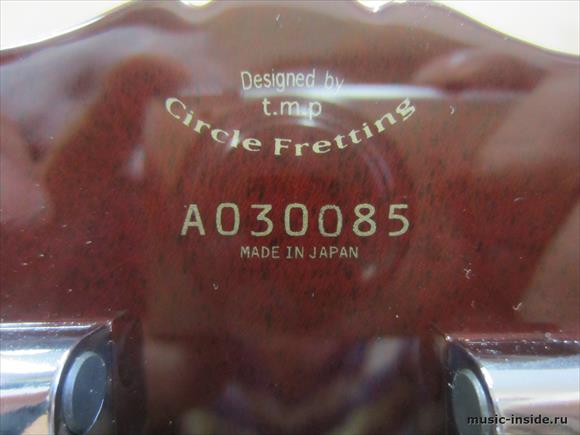 Designed by
t.m.p
Circle Fretting
A030085
MADE IN JAPAN
music-inside.ru